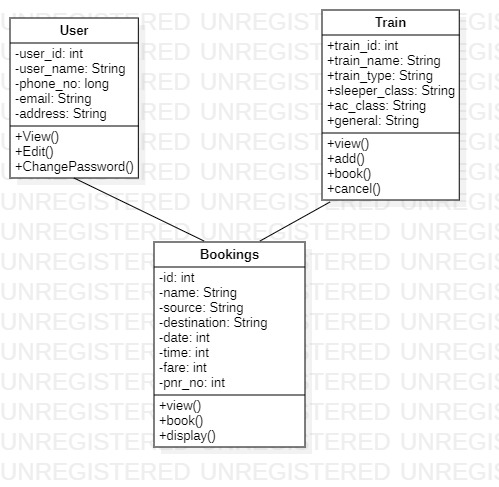 User
-user_id: int
-user_name: String
-phone_no: long
-email: String
-address: String
+View()
+Edit()
+ChangePassword()
Train
+train_id: int
+train_name: String
+train_type: String
+sleeper_class: String
+ac_class: String
+general: String
+view()
+add()
+book()
+cancel()
Bookings
-id: int
-name: String
-source: String
-destination: String
-date: int
-time: int
-fare: int
-pnr_no: int
+view()
+book()
+display()
UNREGISTERED UNREGISTERED UNREGISTERED